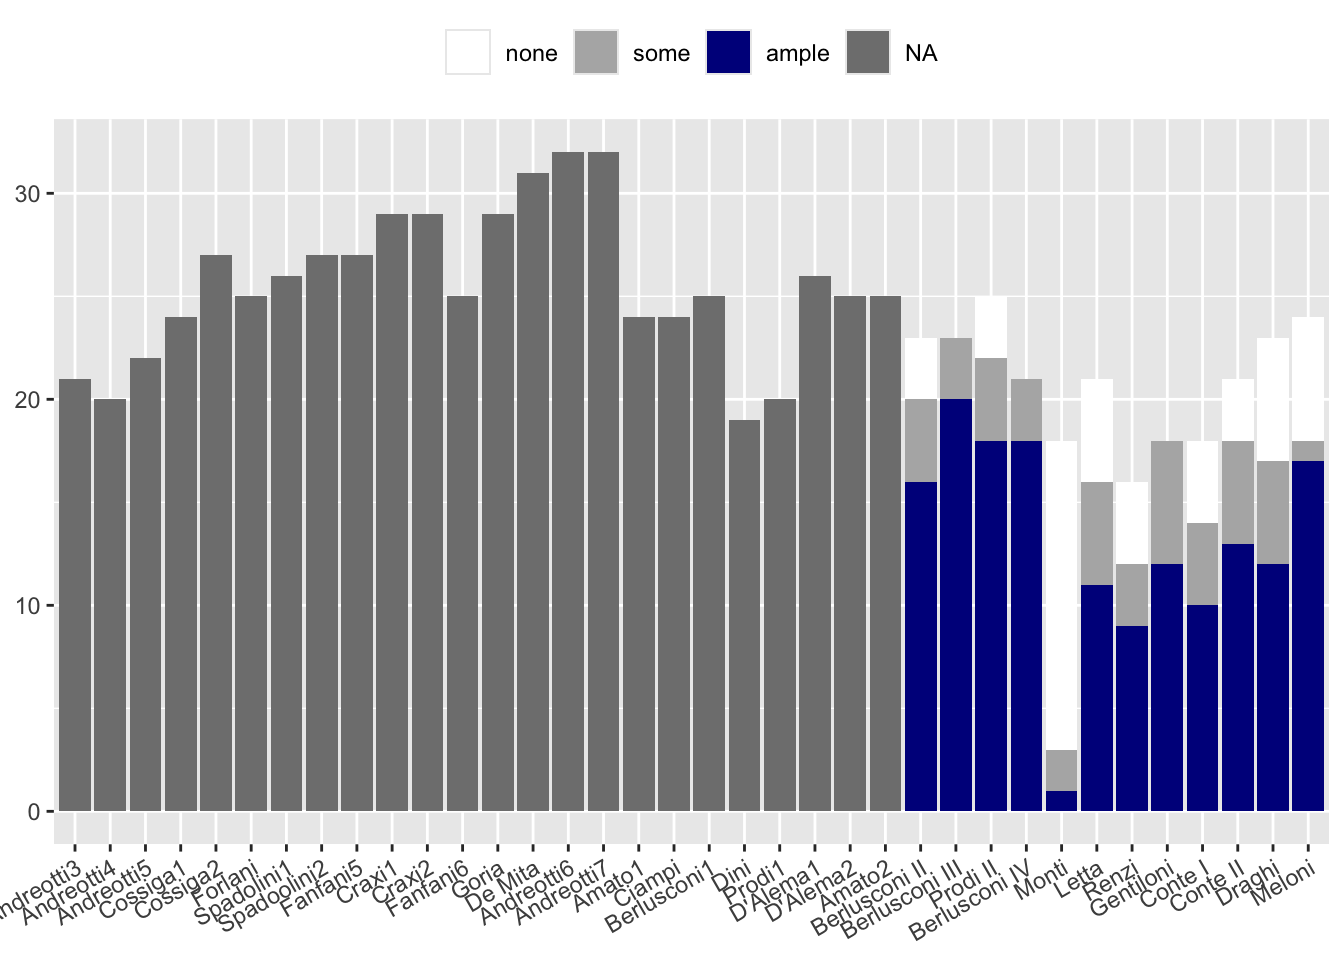 none some ample NA
30
20
10
0
ndreotti3
Andreotti4
Andreotti5
Cossiga1
Cossiga2
Forlani
Spadolini1
Spadolini2
Fanfani5
Craxi1
Craxi2
Fanfani6
Goria
De Mita
Andreotti6
Andreotti7
Amato1
Ciampi
Berlusconi1
Dini
Prodi1
D'Alema1
D'Alema2
Amato2
Berlusconi II
Berlusconi III
Prodi II
Berlusconi IV
Monti
Letta
Renzi
Gentiloni
Conte I
Conte II
Draghi
Meloni